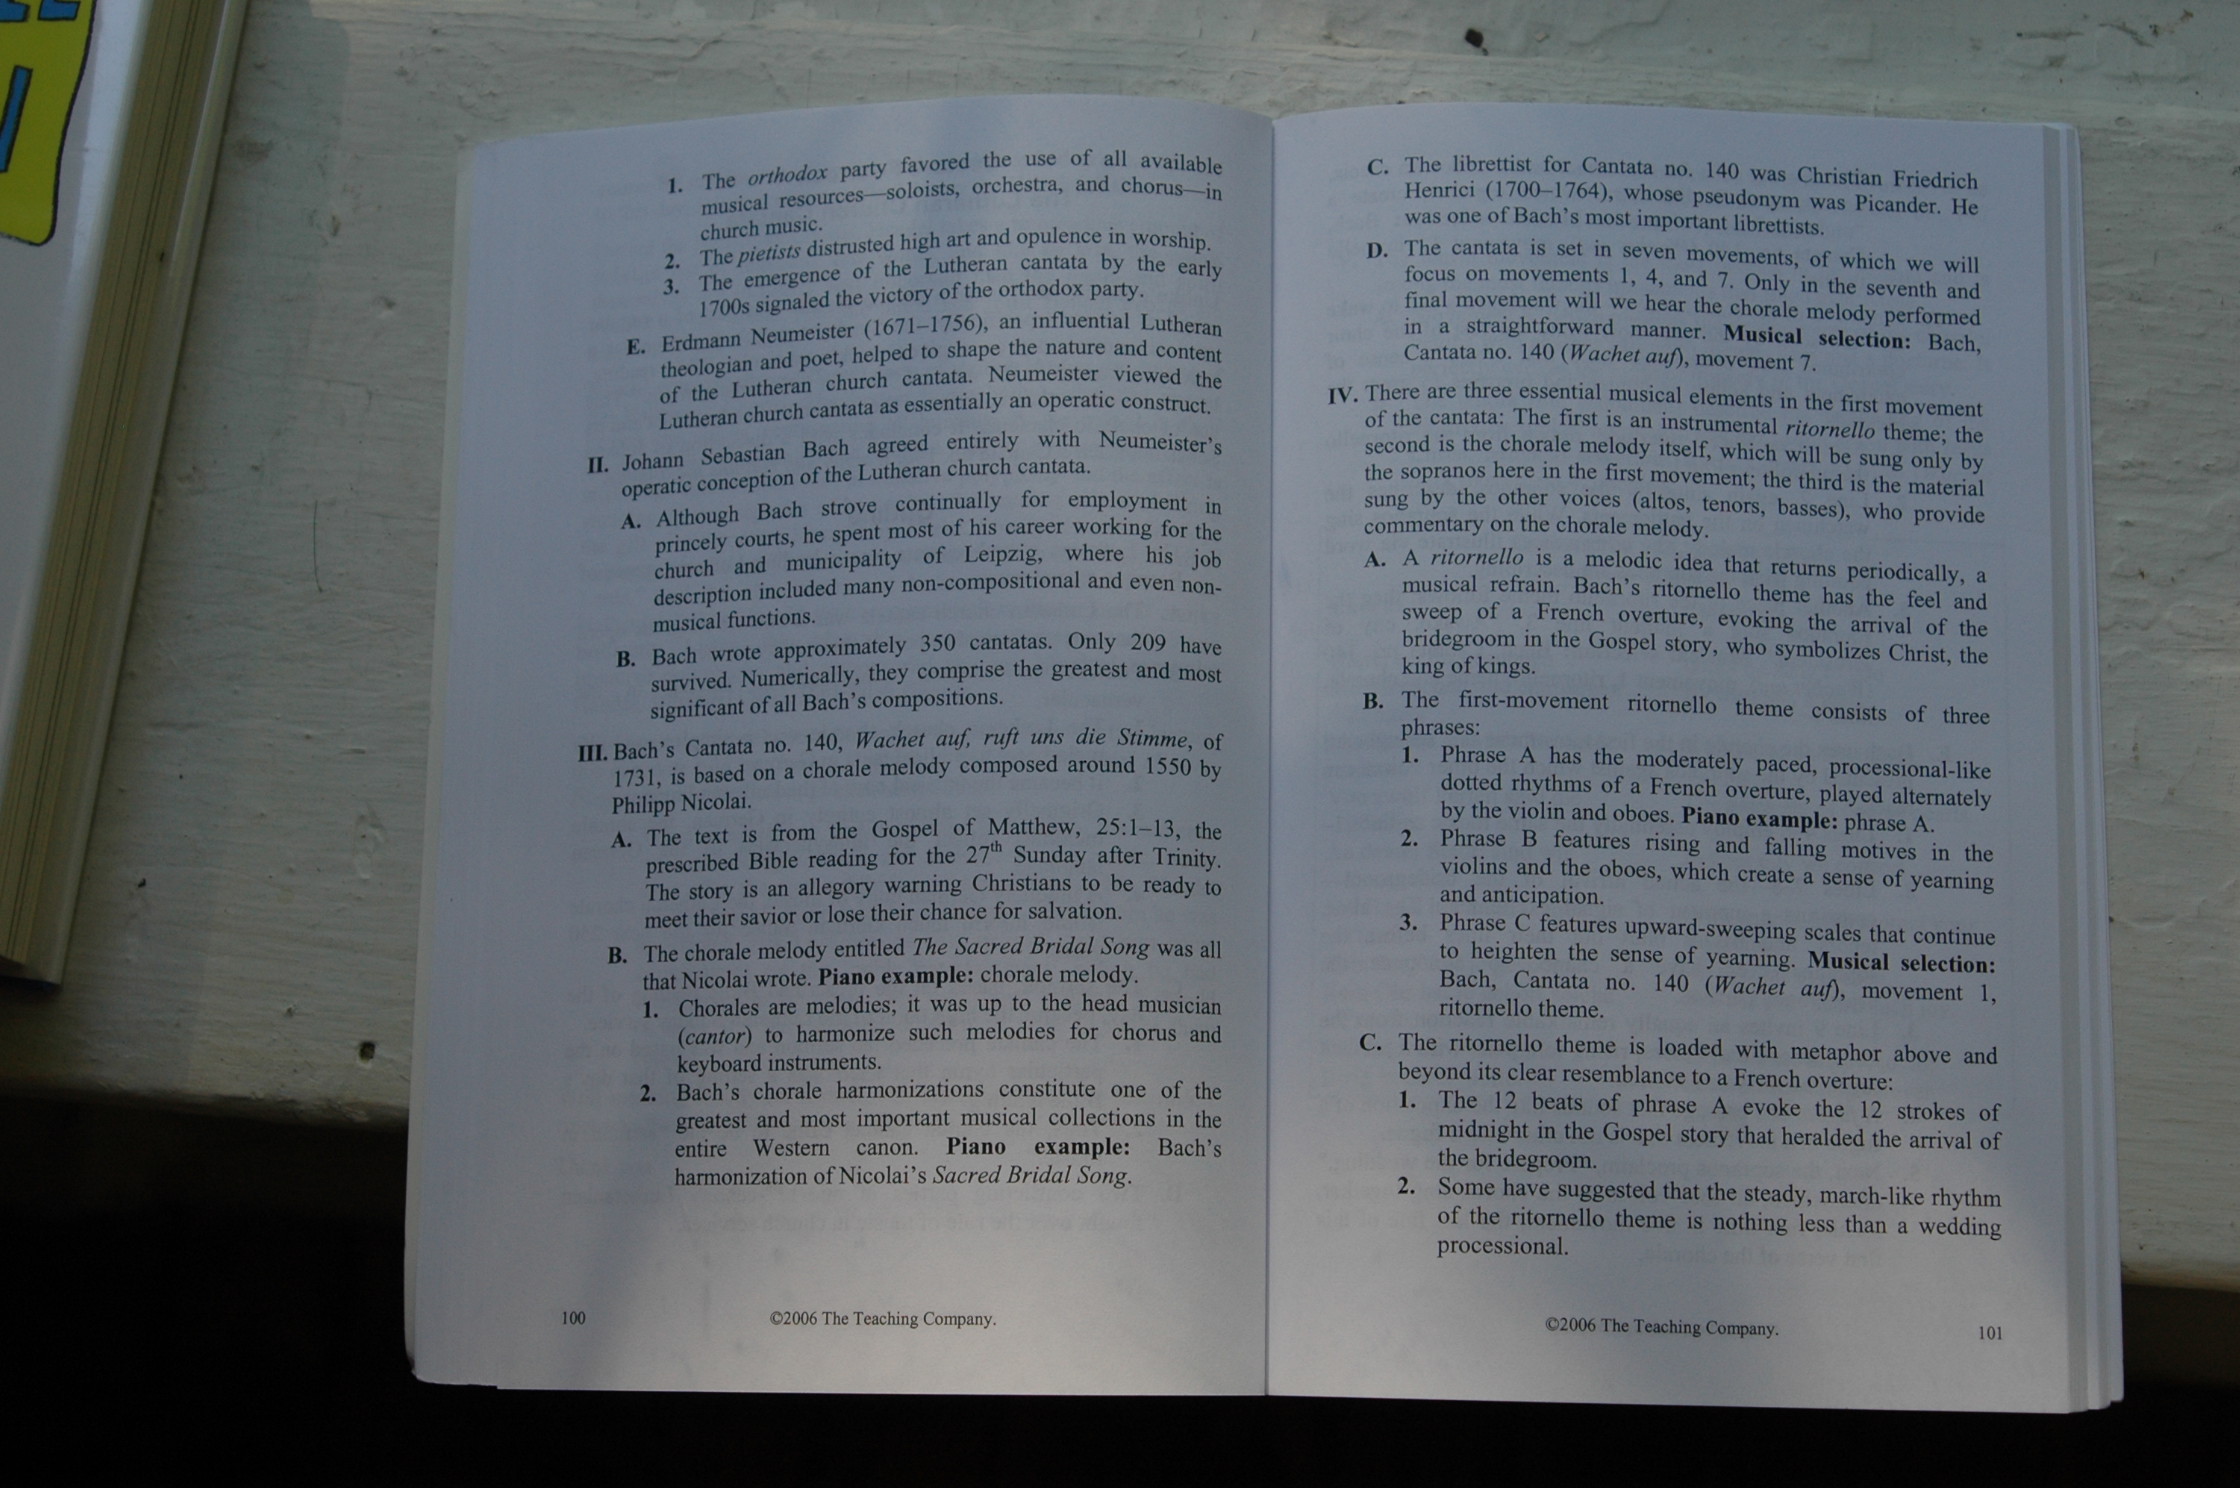 1. The orthodox party favored the use of all available
musical resources—soloists, orchestra, and chorus—in
church music.
2. The pietists distrusted high art and opulence in worship.
3. The emergence of the Lutheran cantata by the early
1700s signaled the victory of the orthodox party.
E. Erdmann Neumeister (1671–1756), an influential Lutheran
theologian and poet, helped to shape the nature and content
of the Lutheran church cantata. Neumeister viewed the
Lutheran church cantata as essentially an operatic construct.
II. Johann Sebastian Bach agreed entirely with Neumeister's
operatic conception of the Lutheran church cantata.
A. Although Bach strove continually for employment in
princely courts, he spent most of his career working for the
church and municipality of Leipzig, where his job
description included many non-compositional and even non-
musical functions.
B. Bach wrote approximately 350 cantatas. Only 209 have
survived. Numerically, they comprise the greatest and most
significant of all Bach's compositions.
III. Bach's Cantata no. 140, Wachet auf, ruft uns die Stimme, of
1731, is based on a chorale melody composed around 1550 by
Philipp Nicolai.
A. The text is from the Gospel of Matthew, 25:1–13, the
prescribed Bible reading for the 27th Sunday after Trinity.
The story is an allegory warning Christians to be ready to
meet their savior or lose their chance for salvation.
B. The chorale melody entitled The Sacred Bridal Song was all
that Nicolai wrote. Piano example: chorale melody.
1. Chorales are melodies; it was up to the head musician
(cantor) to harmonize such melodies for chorus and
keyboard instruments.
2. Bach's chorale harmonizations constitute one of the
greatest and most important musical collections in the
entire Western canon. Piano example: Bach's
harmonization of Nicolai's Sacred Bridal Song.
100
©2006 The Teaching Company.
C. The librettist for Cantata no. 140 was Christian Friedrich
Henrici (1700–1764), whose pseudonym was Picander. He
was one of Bach's most important librettists.
D. The cantata is set in seven movements, of which we will
focus on movements 1, 4, and 7. Only in the seventh and
final movement will we hear the chorale melody performed
in a straightforward manner. Musical selection: Bach,
Cantata no. 140 (Wachet auf), movement 7.
IV. There are three essential musical elements in the first movement
of the cantata: The first is an instrumental ritornello theme; the
second is the chorale melody itself, which will be sung only by
the sopranos here in the first movement; the third is the material
sung by the other voices (altos, tenors, basses), who provide
commentary on the chorale melody.
A. A ritornello is a melodic idea that returns periodically, a
musical refrain. Bach's ritornello theme has the feel and
sweep of a French overture, evoking the arrival of the
bridegroom in the Gospel story, who symbolizes Christ, the
king of kings.
B. The first-movement ritornello theme consists of three
phrases:
1. Phrase A has the moderately paced, processional-like
dotted rhythms of a French overture, played alternately
by the violin and oboes. Piano example: phrase A.
2. Phrase B features rising and falling motives in the
violins and the oboes, which create a sense of yearning
and anticipation.
3. Phrase C features upward-sweeping scales that continue
to heighten the sense of yearning. Musical selection:
Bach, Cantata no. 140 (Wachet auf), movement 1,
ritornello theme.
C. The ritornello theme is loaded with metaphor above and
beyond its clear resemblance to a French overture:
1. The 12 beats of phrase A evoke the 12 strokes of
midnight in the Gospel story that heralded the arrival of
the bridegroom.
2. Some have suggested that the steady, march-like rhythm
of the ritornello theme is nothing less than a wedding
processional.
©2006 The Teaching Company.
101